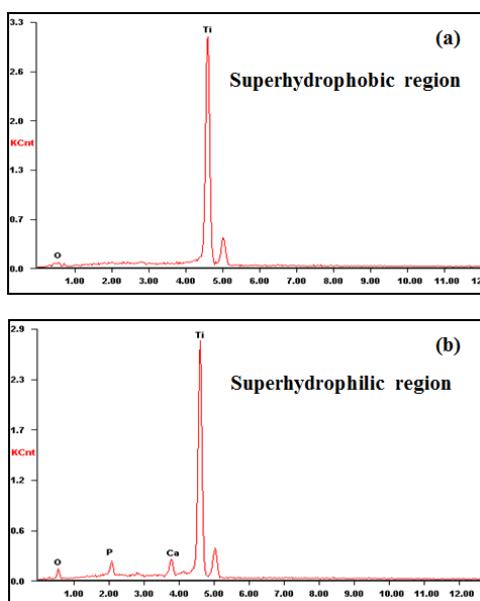 3.3
(a)
Ti
Superhydrophobic region
2.6
2.0
KCnt
1.3
0.7
O
0.0
1.00 2.00 3.00 4.00 5.00 6.00 7.00 8.00 9.00 10.00 11.00 12
2.9
(b)
Ti
Superhydrophilic region
2.3
1.7
KCnt
1.2
0.6
O P Ca
0.0
1.00 2.00 3.00 4.00 5.00 6.00 7.00 8.00 9.00 10.00 11.00 12.00